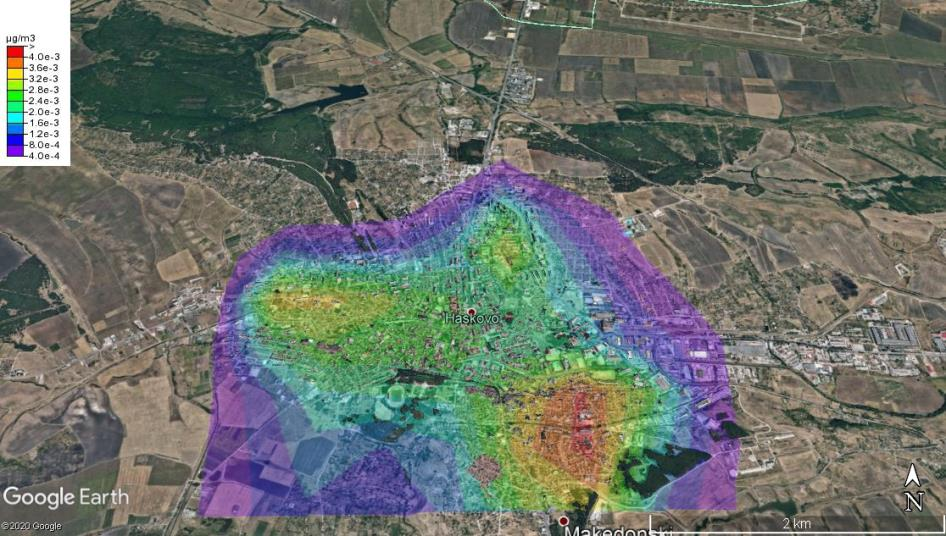 µg/m3
>
4.0e-3
3.6e-3
3.2e-3
2.8e-3
2.4e-3
2.0e-3
1.6e-3
1.2e-3
8.0e-4
4.0e-4
Haskovo
Google Earth
©2020 Google
Makedonski
2 km
N